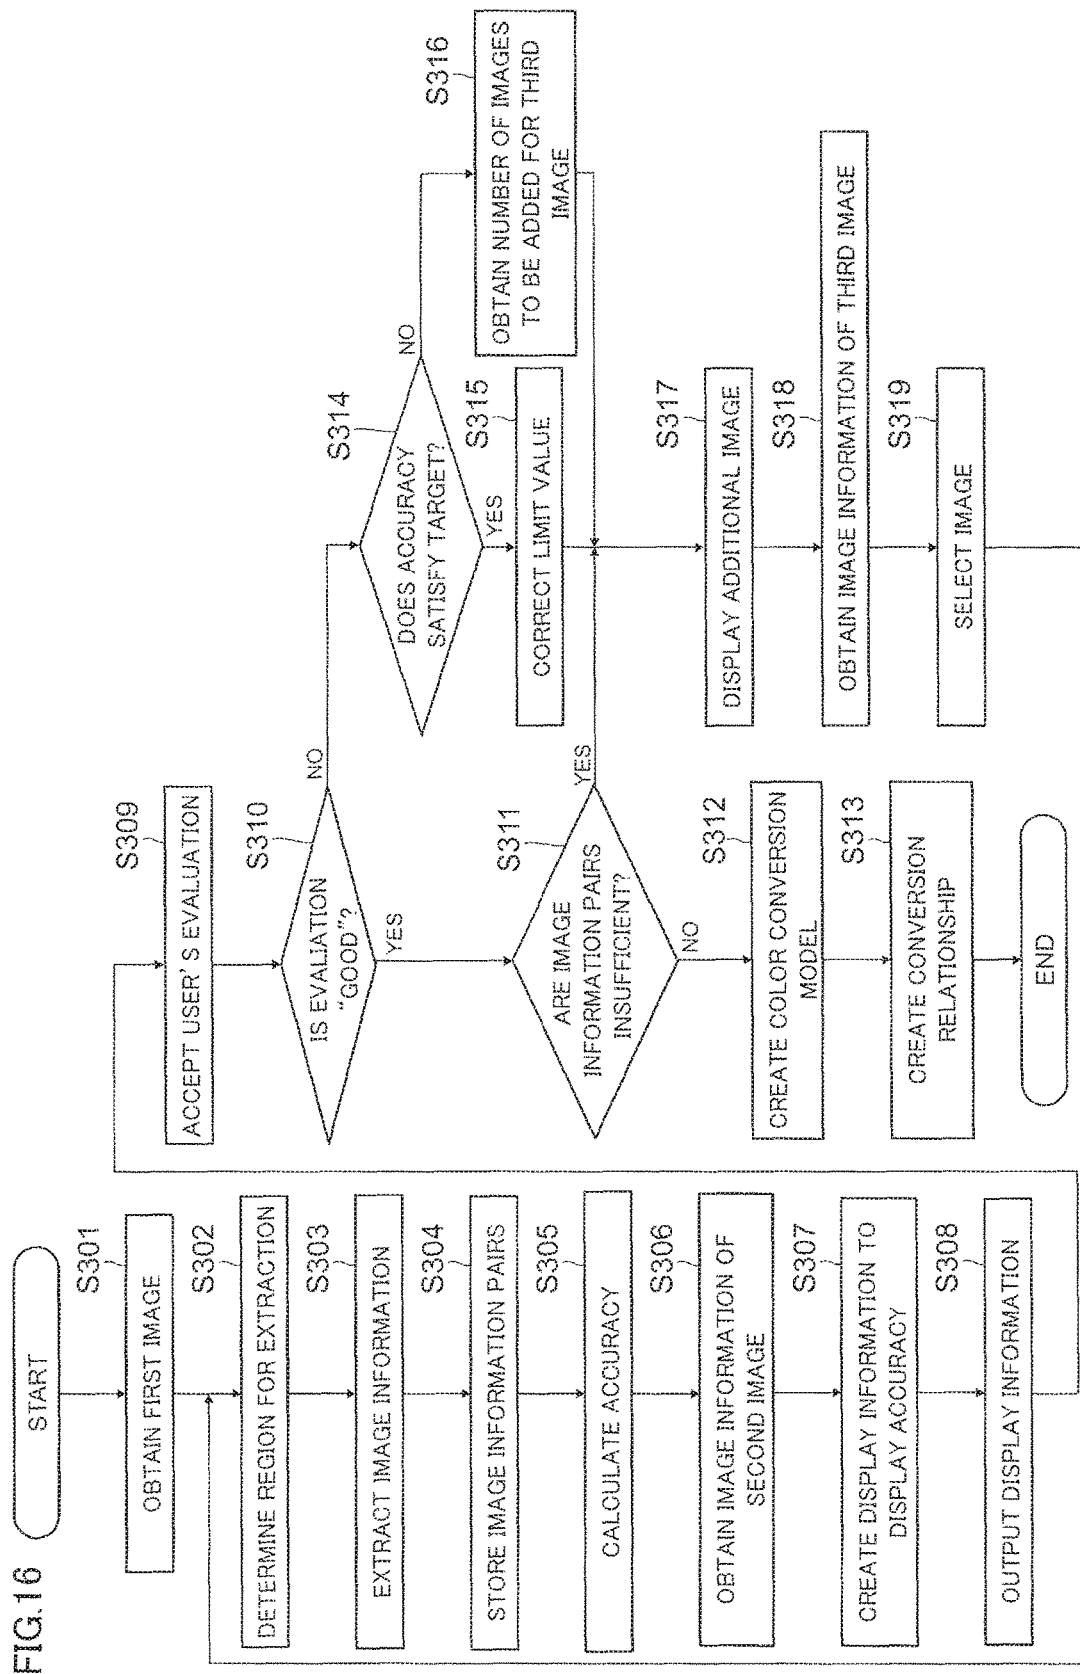 FIG.16
START
S301
OBTAIN FIRST IMAGE
S302
DETERMINE REGION FOR EXTRACTION
S303
EXTRACT IMAGE INFORMATION
S304
STORE IMAGE INFORMATION PAIRS
S305
CALCULATE ACCURACY
S306
OBTAIN IMAGE INFORMATION OF
SECOND IMAGE
S307
CREATE DISPLAY INFORMATION TO
DISPLAY ACCURACY
S308
OUTPUT DISPLAY INFORMATION
S309
ACCEPT USER'S EVALUATION
S310
IS EVALUATION
"GOOD"?
NO
YES
S311
ARE IMAGE
INFORMATION PAIRS
INSUFFICIENT?
YES
NO
S312
CREATE COLOR CONVERSION
MODEL
S313
CREATE CONVERSION
RELATIONSHIP
END
S314
DOES ACCURACY
SATISFY TARGET?
NO
YES
S315
CORRECT LIMIT VALUE
S316
OBTAIN NUMBER OF IMAGES
TO BE ADDED FOR THIRD
IMAGE
S317
DISPLAY ADDITIONAL IMAGE
S318
OBTAIN IMAGE INFORMATION OF THIRD IMAGE
S319
SELECT IMAGE